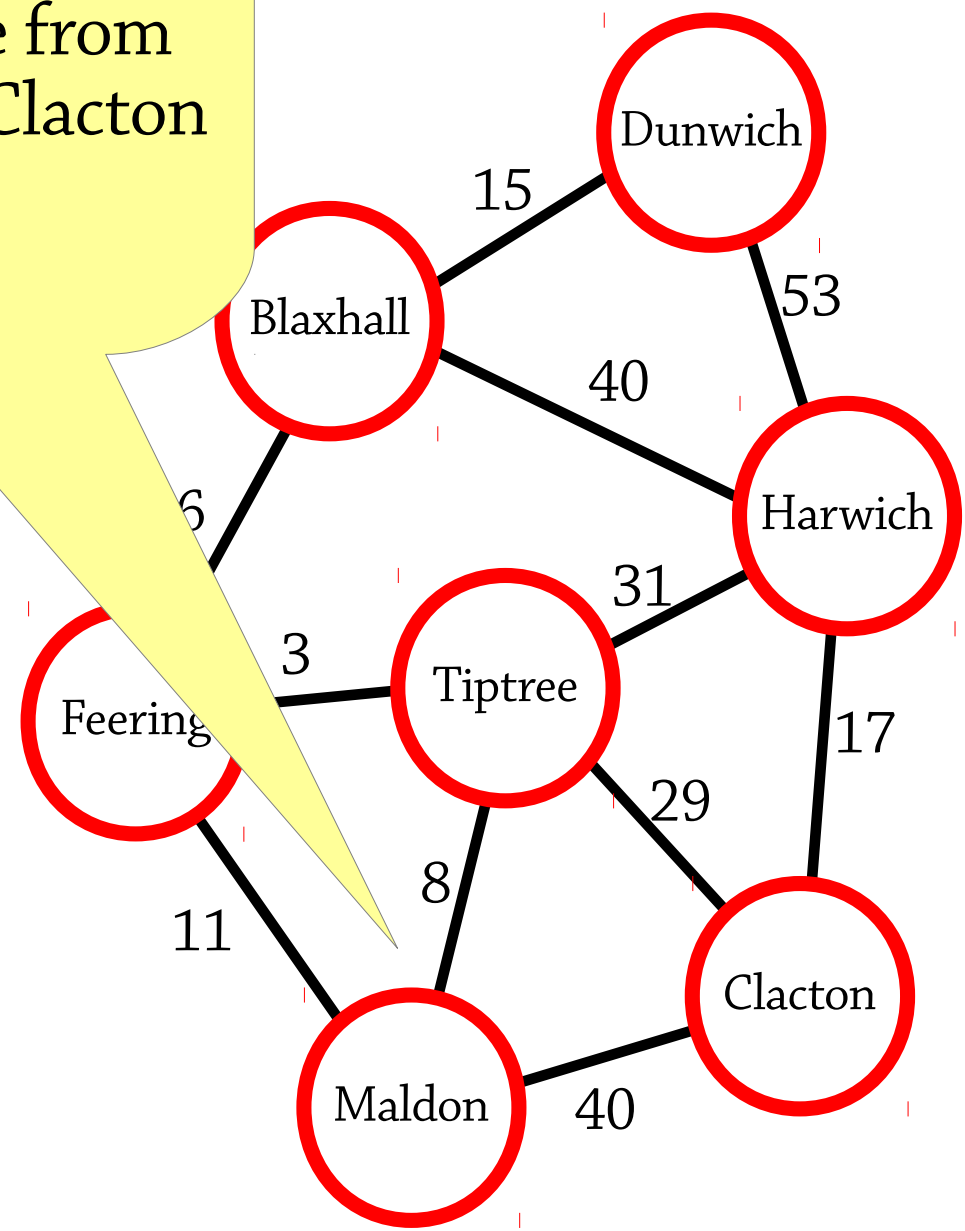 from
Clacton
Dunwich
15
53
Blaxhall
40
Harwich
6
31
3
Tiptree
Feering
17
29
8
11
Clacton
Maldon
40